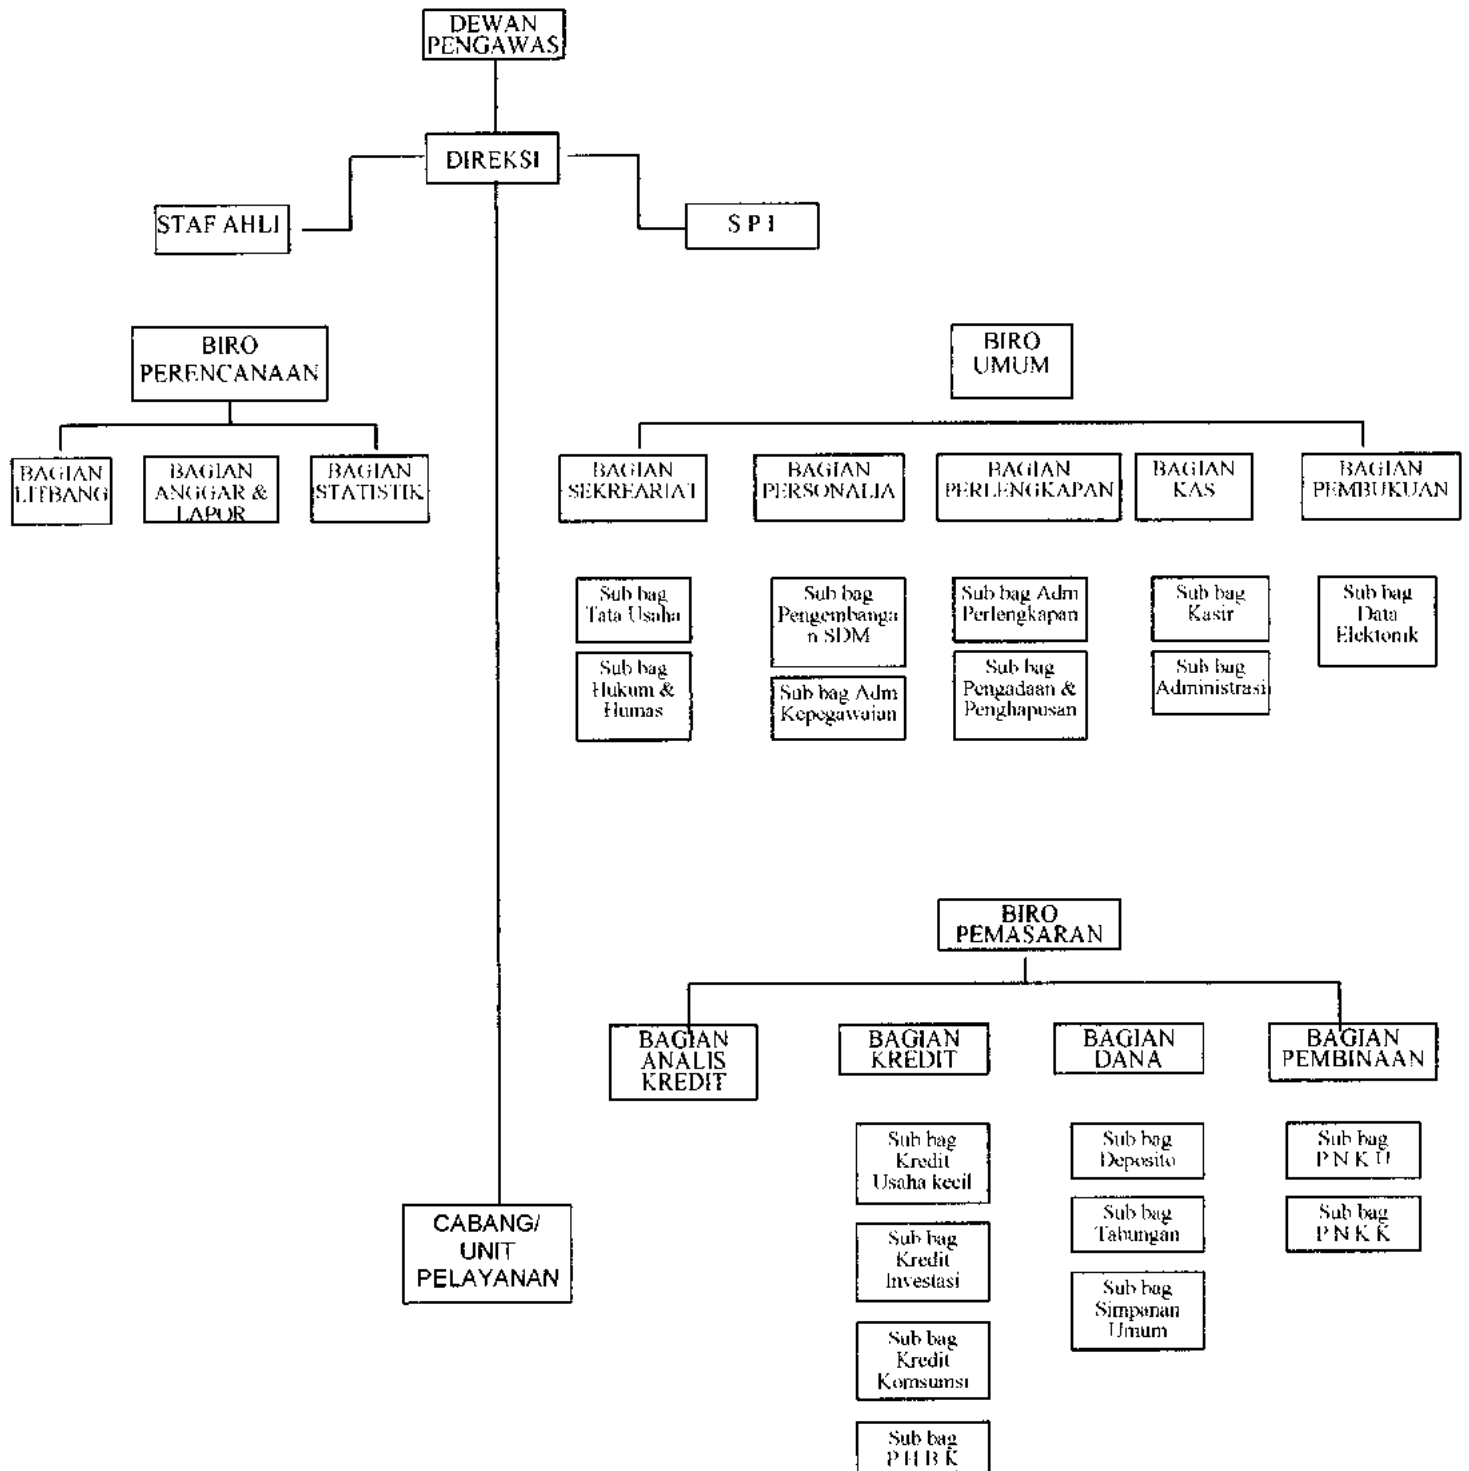 DEWAN
PENGAWAS
DIREKSI
STAF AHLI
S P I
BIRO
PERENCANAAN
BIRO
UMUM
BAGIAN
LITBANG
BAGIAN
ANGGAR &
LAPOR
BAGIAN
STATISTIK
BAGIAN
SEKREARIAT
BAGIAN
PERSONALIA
BAGIAN
PERLENGKAPAN
BAGIAN
KAS
BAGIAN
PEMBUKUAN
Sub bag
Tata Usaha
Sub bag
Hukum &
Humas
Sub bag
Pengembanga
n SDM
Sub bag Adm
Kepegawaian
Sub bag Adm
Perlengkapan
Sub bag
Pengadaan &
Penghapusan
Sub bag
Kasir
Sub bag
Administrasi
Sub bag
Data
Elektonik
BIRO
PEMASARAN
BAGIAN
ANALIS
KREDIT
BAGIAN
KREDIT
BAGIAN
DANA
BAGIAN
PEMBINAAN
Sub bag
Kredit
Usaha kecil
Sub bag
Kredit
Investasi
Sub bag
Kredit
Komsumsi
Sub bag
P H B K
Sub bag
Deposito
Sub bag
Tabungan
Sub bag
Simpanan
Umum
Sub bag
P N K U
Sub bag
P N K K
CABANG/
UNIT
PELAYANAN